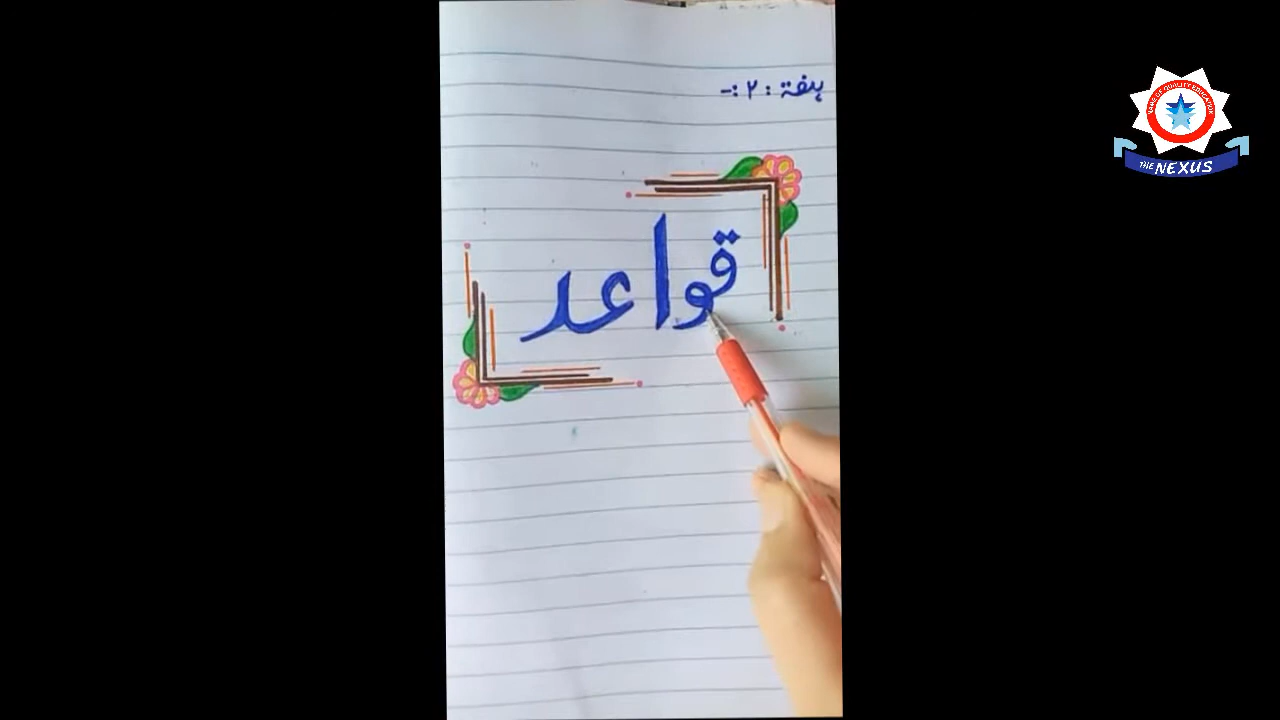 ہفتہ : ۲ :-
قواعد
THE NEXUS